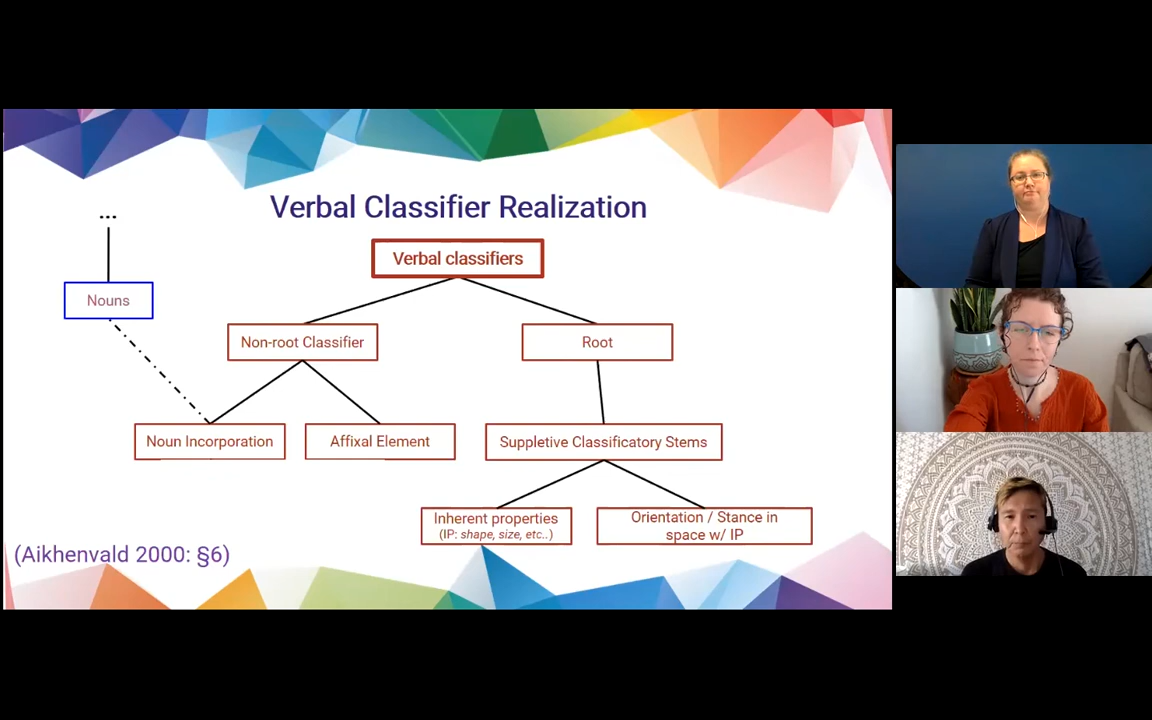 Verbal Classifier Realization
...
Verbal classifiers
Nouns
Non-root Classifier
Root
Noun Incorporation
Affixal Element
Suppletive Classificatory Stems
Inherent properties
(IP: shape, size, etc..)
Orientation / Stance in
space w/ IP
(Aikhenvald 2000: §6)